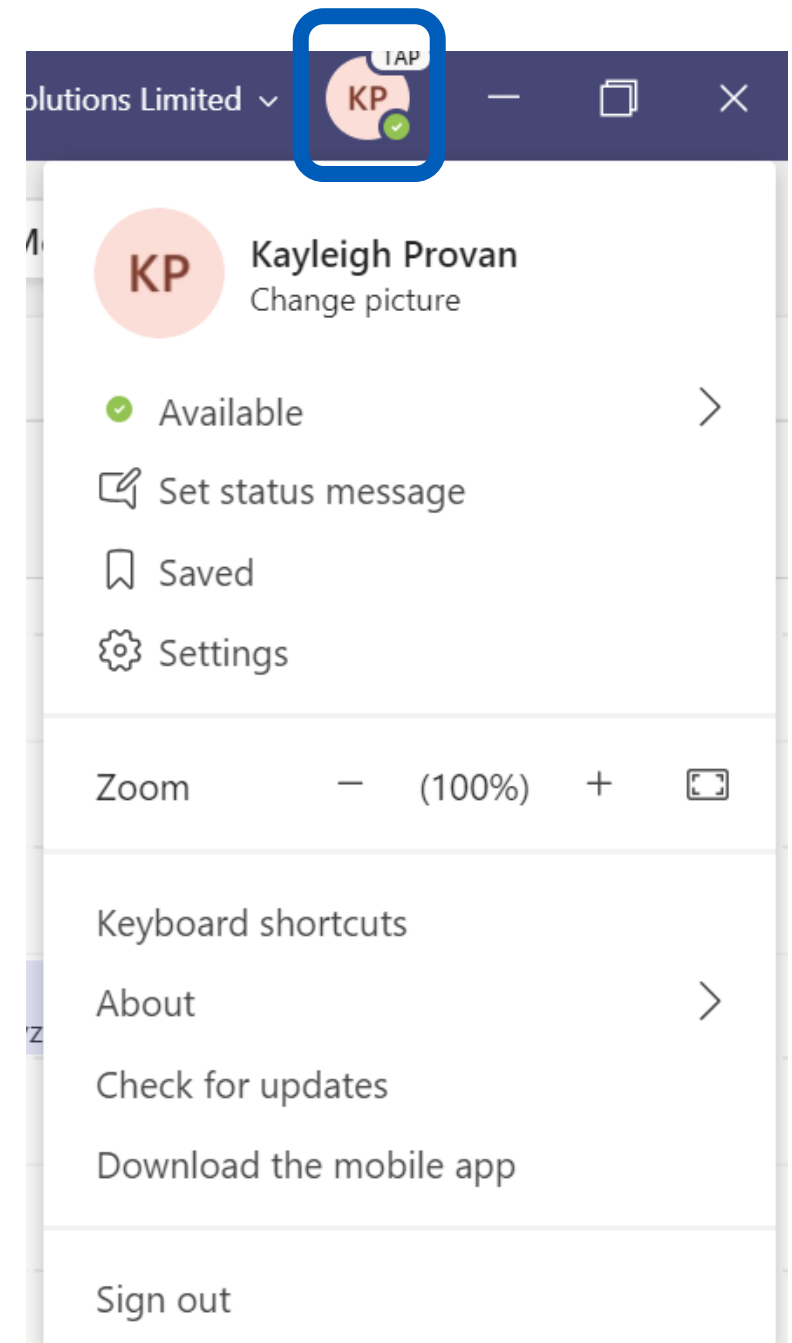 olutions Limited
TAP
KP
KP
Kayleigh Provan
Change picture
Available
Set status message
Saved
Settings
Zoom - (100%) +
Keyboard shortcuts
About
Check for updates
Download the mobile app
Sign out